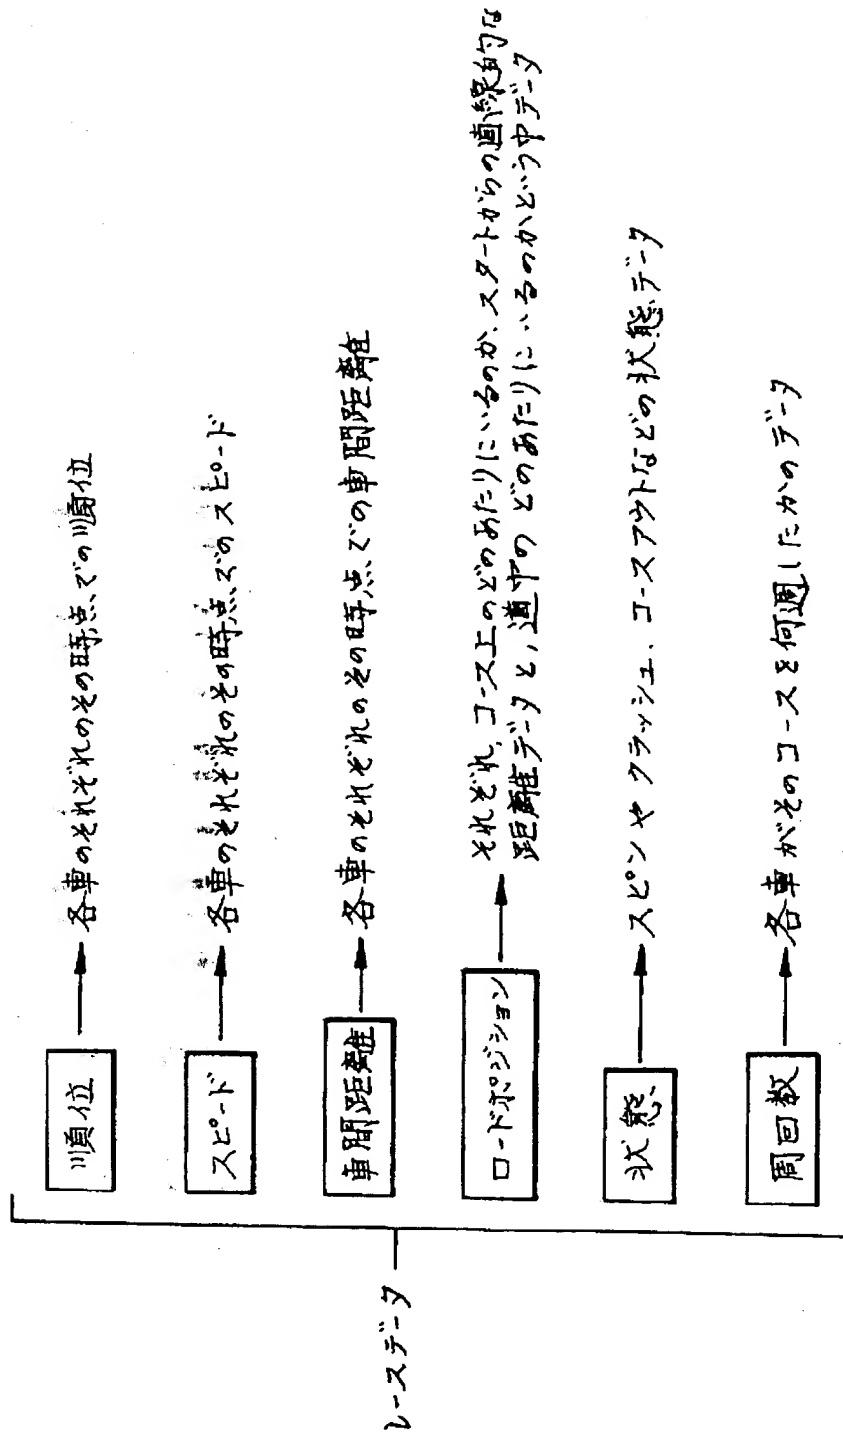 レースデータ
順位
各車のそれぞれのその時点での順位
スピード
各車のそれぞれのその時点でのスピード
車間距離
各車のそれぞれのその時点での車間距離
ロードポジション
それぞれ、コース上のどのあたりにいるのか、スタートからの直線的な
距離データと、道巾のどのあたりにいるのかという巾データ
状態
スピンやクラッシュ、コースアウトなどの状態データ
周回数
各車がそのコースを何週したかのデータ